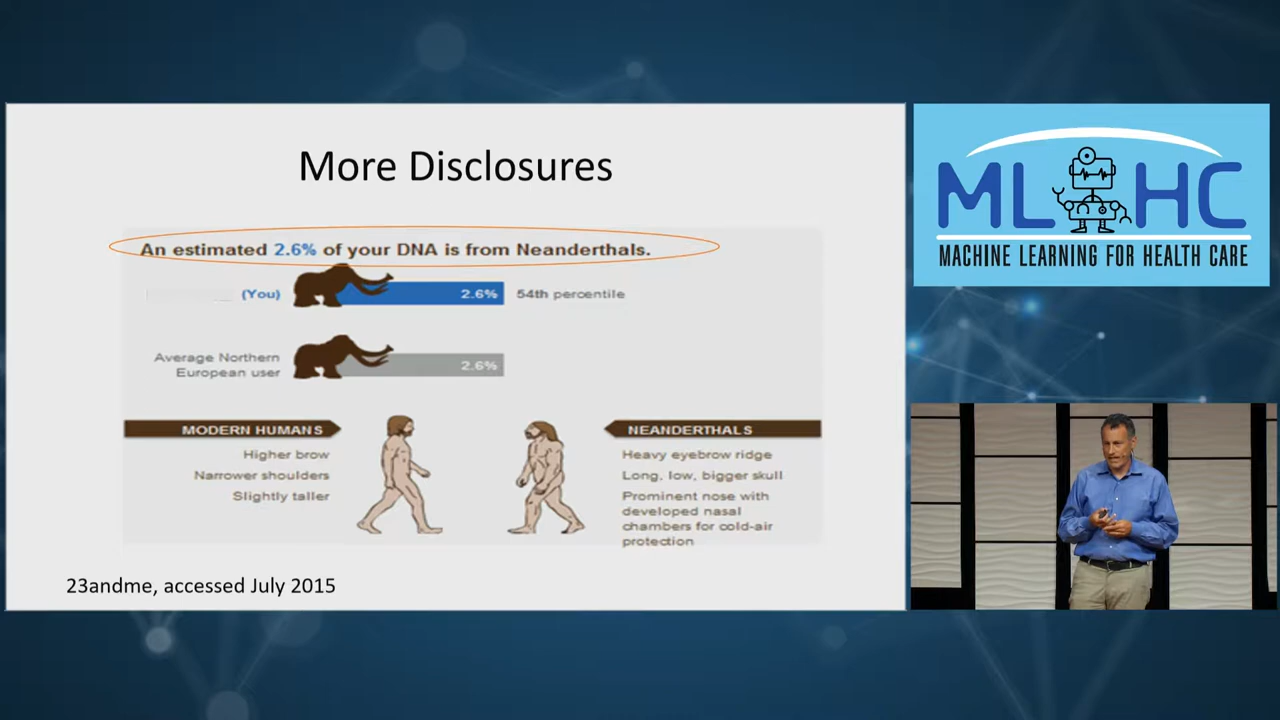 More Disclosures
An estimated 2.6% of your DNA is from Neanderthals.
(You)
2.6%
54th percentile
Average Northern
European user
2.6%
MODERN HUMANS
Higher brow
Narrower shoulders
Slightly taller
NEANDERTHALS
Heavy eyebrow ridge
Long, low, bigger skull
Prominent nose with
developed nasal
chambers for cold-air
protection
23andme, accessed July 2015
ML HC
MACHINE LEARNING FOR HEALTH CARE